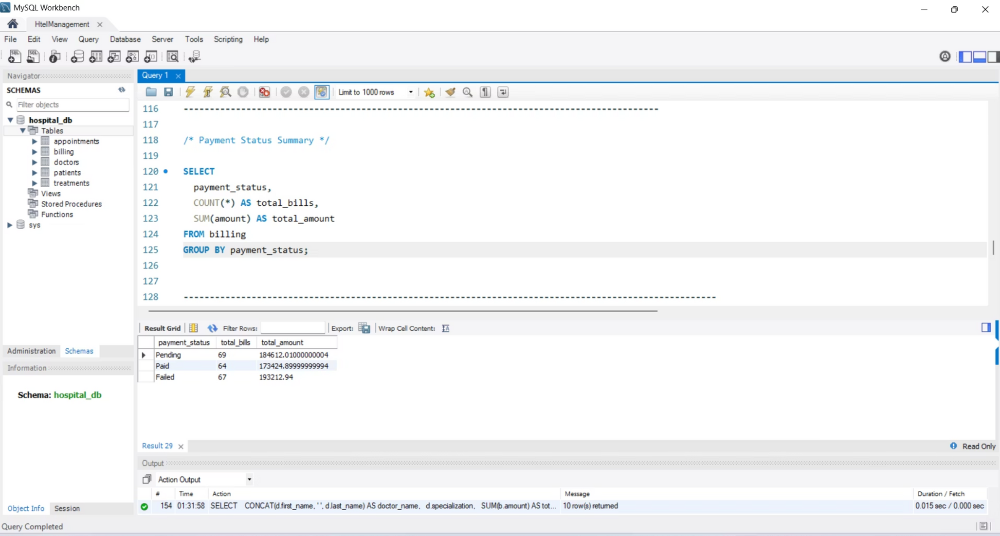 MySQL Workbench
HtelManagement
File Edit View Query Database Server Tools Scripting Help
Navigator
SCHEMAS
Filter objects
hospital_db
Tables
appointments
billing
doctors
patients
treatments
Views
Stored Procedures
Functions
sys
Administration Schemas
Information
Schema: hospital_db
Object Info Session
Query 1
Limit to 1000 rows
116 --------------------------------------------------------------------------------------------
117
118 /* Payment Status Summary */
119
120 SELECT
121 payment_status,
122 COUNT(*) AS total_bills,
123 SUM(amount) AS total_amount
124 FROM billing
125 GROUP BY payment_status;
126
127
128 -------------------------------------------------------------------------------------------------------
Result Grid Filter Rows: Export: Wrap Cell Content:
payment_status total_bills total_amount
Pending 69 184612.01000000004
Paid 64 173424.89999999994
Failed 67 193212.94
Result 29 Read Only
Output
Action Output
# Time Action Message Duration / Fetch
154 01:31:58 SELECT CONCAT(d.first_name, ' ', d.last_name) AS doctor_name, d.specialization, SUM(b.amount) AS tot... 10 row(s) returned 0.015 sec / 0.000 sec
Query Completed